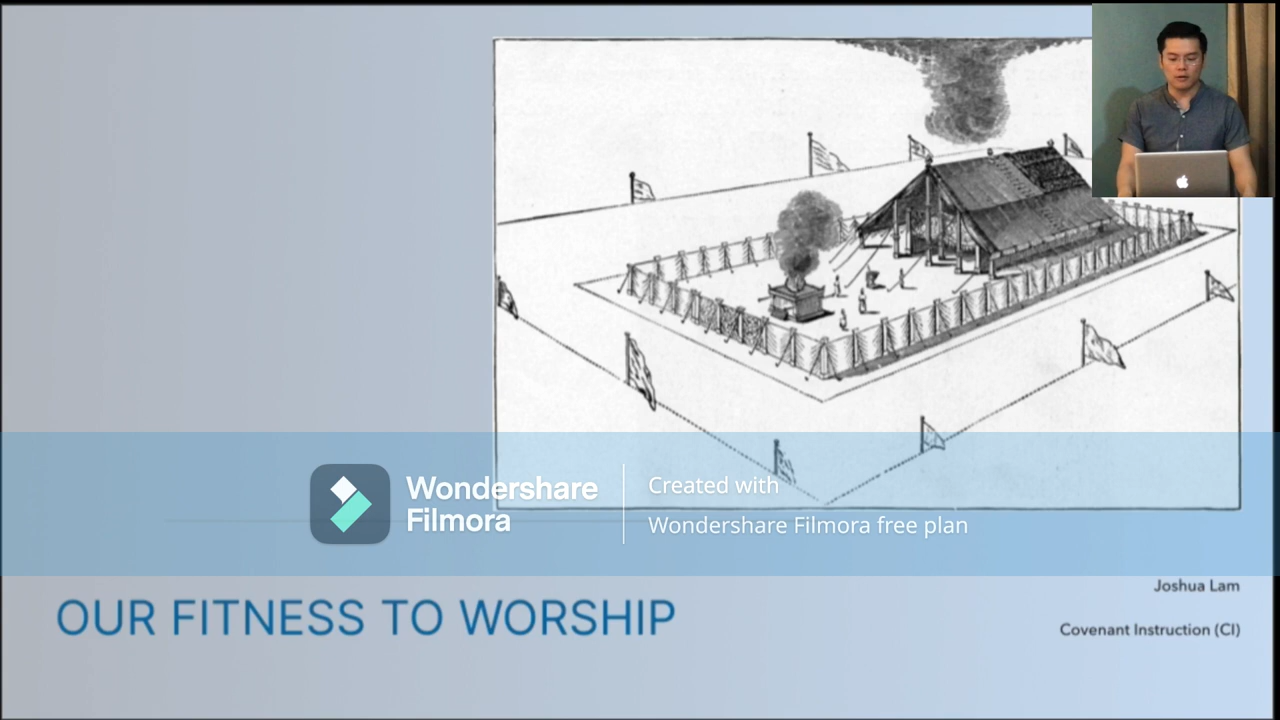 Wondershare
Filmora
Created with
Wondershare Filmora free plan
OUR FITNESS TO WORSHIP
Joshua Lam
Covenant Instruction (CI)